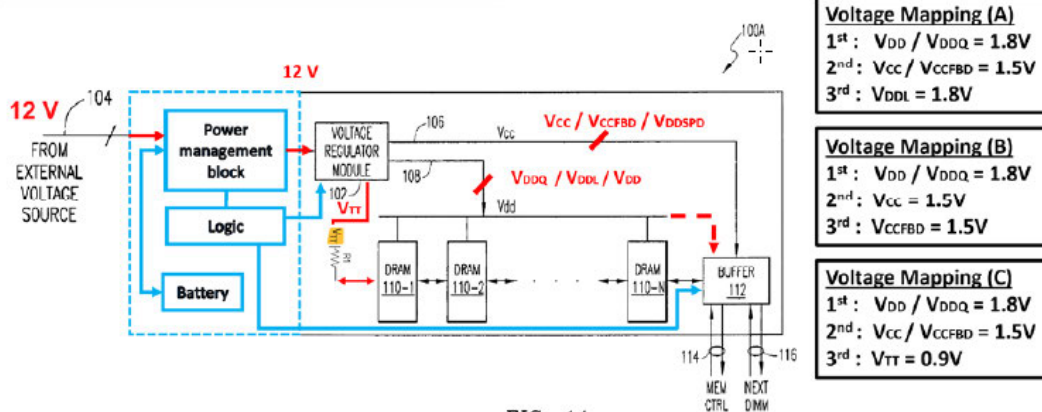 100A
12 V
12 V
104
FROM
EXTERNAL
VOLTAGE
SOURCE
Power
management
block
Logic
Battery
VOLTAGE
REGULATOR
MODULE
102
106
108
Vcc
VCC / VCCFBD / VDDSPD
VDDQ / VDDL / VDD
Vdd
VTT
VTT
DRAM
110-1
DRAM
110-2
DRAM
110-N
BUFFER
112
114
116
MEM
CTRL
NEXT
DIMM
Voltage Mapping (A)
1st : VDD / VDDQ = 1.8V
2nd : VCC / VCCFBD = 1.5V
3rd : VDDL = 1.8V
Voltage Mapping (B)
1st : VDD / VDDQ = 1.8V
2nd : VCC = 1.5V
3rd : VCCFBD = 1.5V
Voltage Mapping (C)
1st : VDD / VDDQ = 1.8V
2nd : VCC / VCCFBD = 1.5V
3rd : VTT = 0.9V